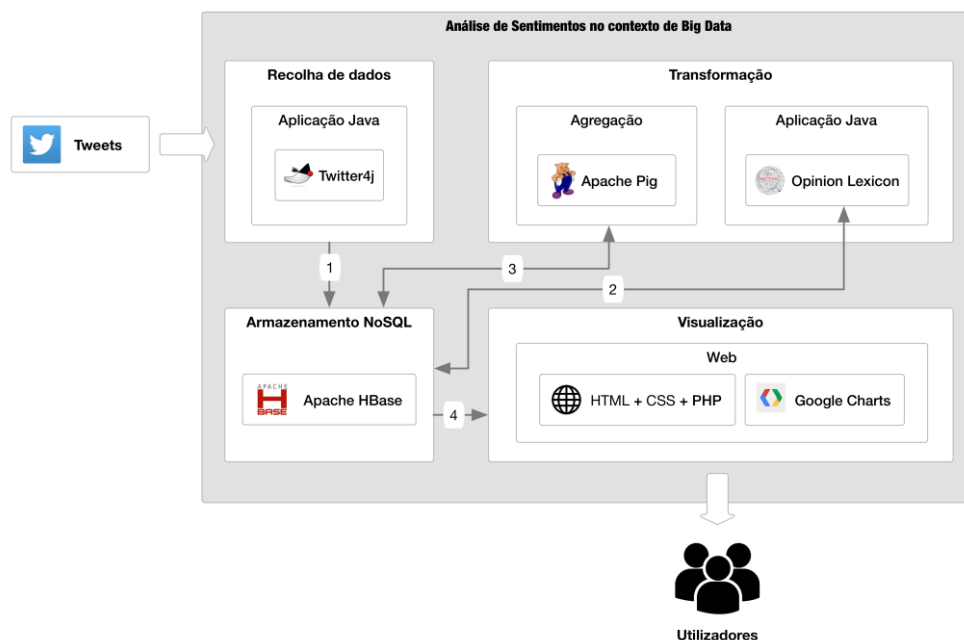 Análise de Sentimentos no contexto de Big Data
Recolha de dados
Aplicação Java
Twitter4j
Tweets
Transformação
Agregação
Apache Pig
Aplicação Java
Opinion Lexicon
1
3
2
Armazenamento NoSQL
APACHE
HBASE
Apache HBase
4
Visualização
Web
HTML + CSS + PHP
Google Charts
Utilizadores